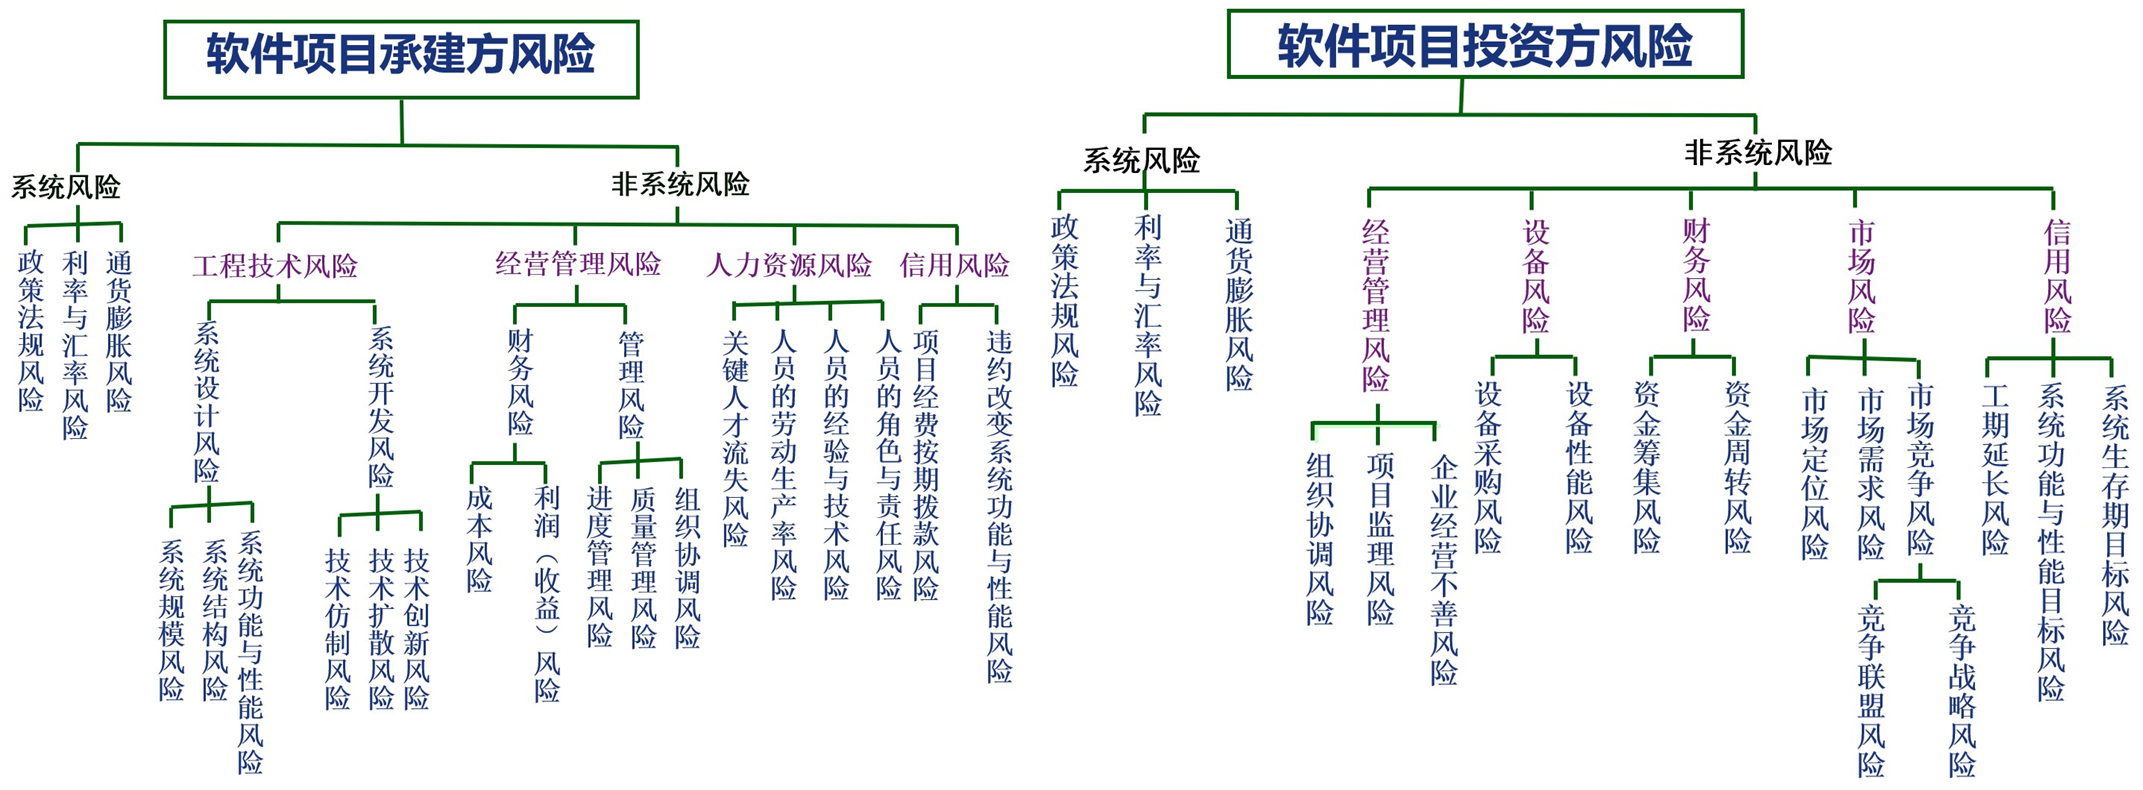 软件项目承建方风险
系统风险
非系统风险
政策法规风险
利率与汇率风险
通货膨胀风险
工程技术风险
经营管理风险
人力资源风险
信用风险
系统设计风险
系统开发风险
财务风险
管理风险
关键人才流失风险
人员的劳动生产率风险
人员的经验与技术风险
人员的角色与责任风险
项目经费按期拨款风险
违约改变系统功能与性能风险
系统规模风险
系统结构风险
系统功能与性能风险
技术仿制风险
技术扩散风险
技术创新风险
成本风险
利润（收益）风险
进度管理风险
质量管理风险
组织协调风险
软件项目投资方风险
系统风险
非系统风险
政策法规风险
利率与汇率风险
通货膨胀风险
经营管理风险
设备风险
财务风险
市场风险
信用风险
组织协调风险
项目监理风险
企业经营不善风险
设备采购风险
设备性能风险
资金筹集风险
资金周转风险
市场定位风险
市场需求风险
市场竞争风险
工期延长风险
系统功能与性能目标风险
系统生存期目标风险
竞争联盟风险
竞争战略风险